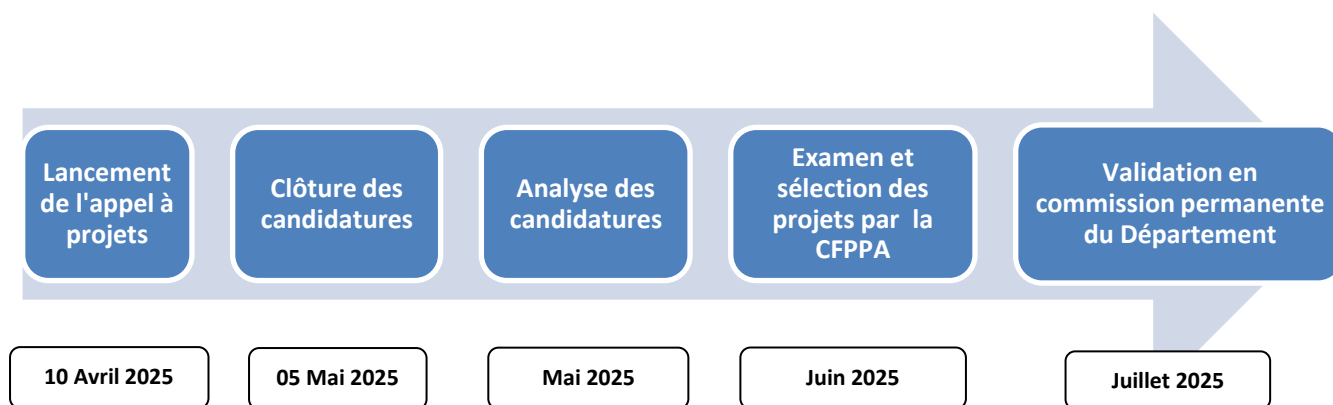 Lancement
de l'appel à
projets
Clôture des
candidatures
Analyse des
candidatures
Examen et
sélection des
projets par la
CFPPA
Validation en
commission permanente
du Département
10 Avril 2025
05 Mai 2025
Mai 2025
Juin 2025
Juillet 2025